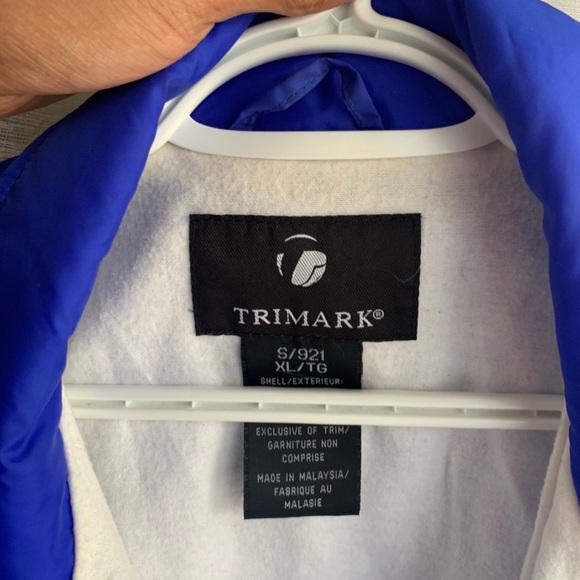 TRIMARK®
S/921
XL/TG
SHELL/EXTERIEUR:
EXCLUSIVE OF TRIM/
GARNITURE NON
COMPRISE
MADE IN MALAYSIA/
FABRIQUE AU
MALASIE